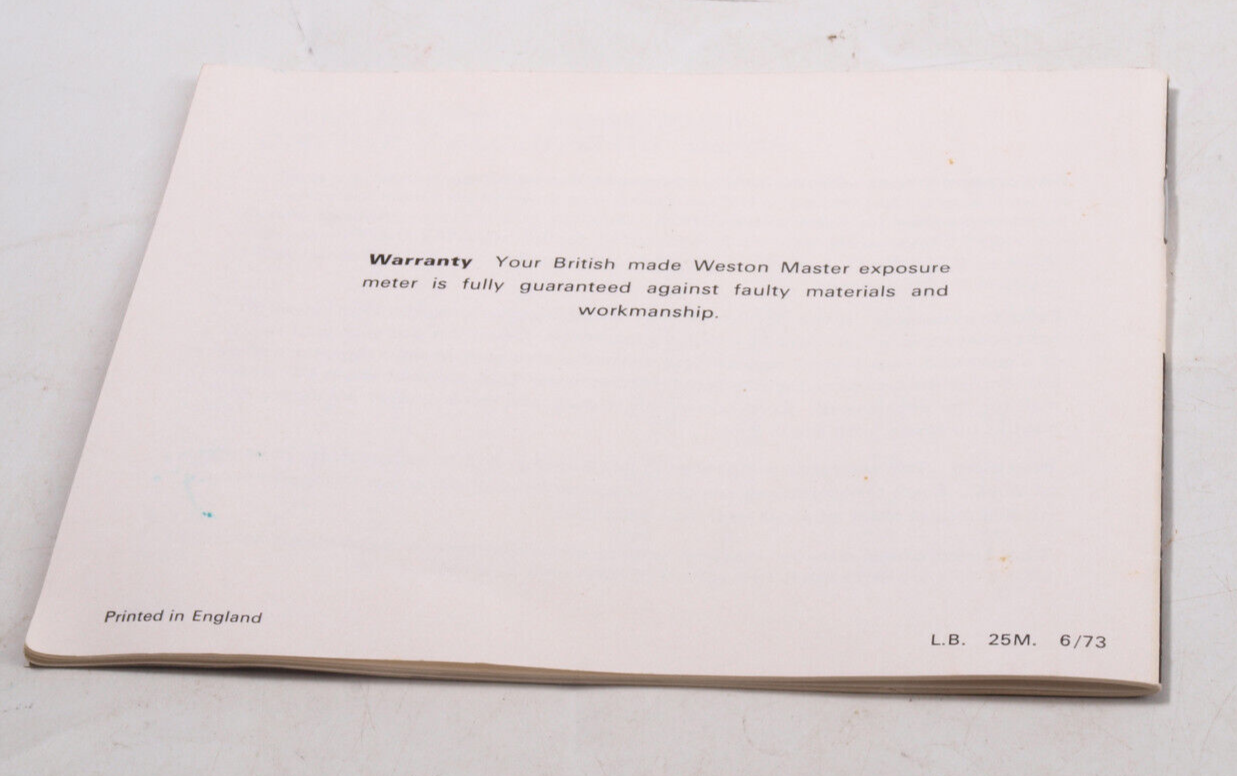 Warranty Your British made Weston Master exposure
meter is fully guaranteed against faulty materials and
workmanship.
Printed in England
L.B. 25M. 6/73